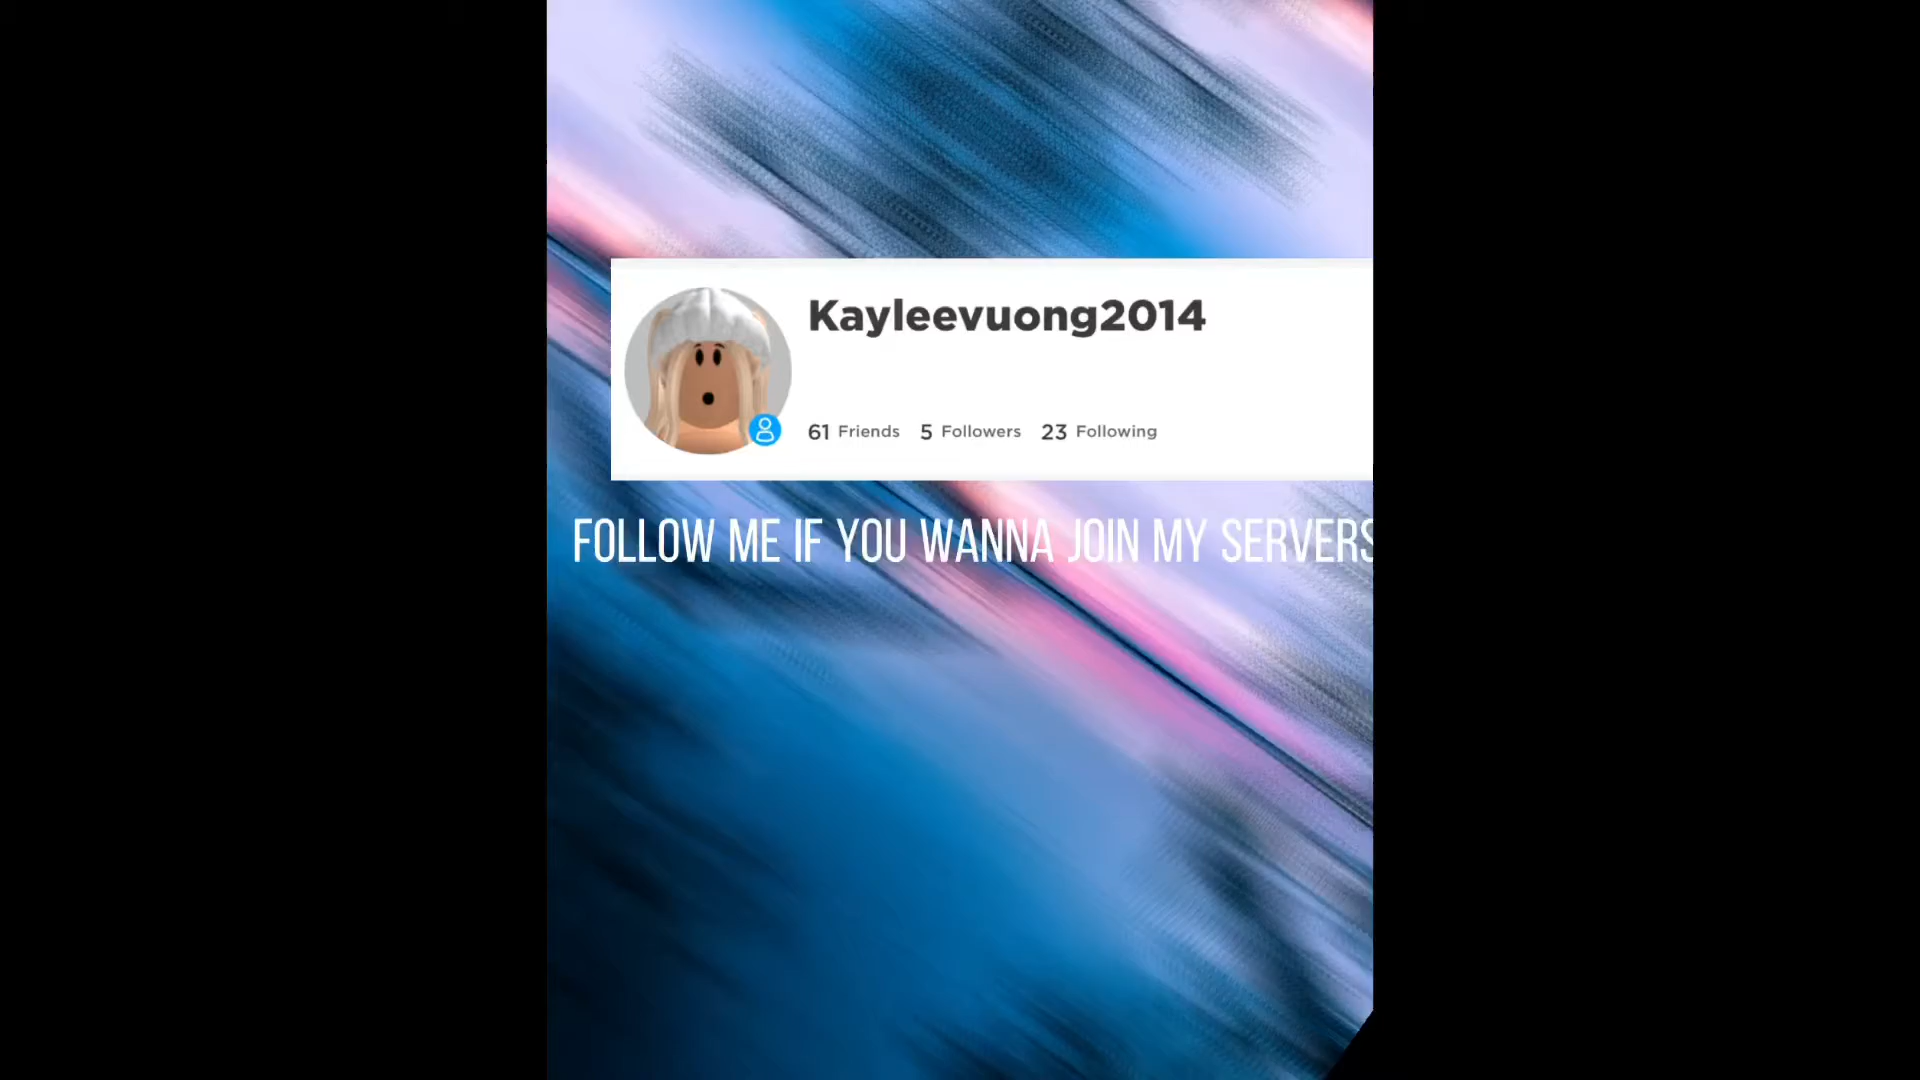 Kayleevuong2014
61 Friends 5 Followers 23 Following
FOLLOW ME IF YOU WANNA JOIN MY SERVERS